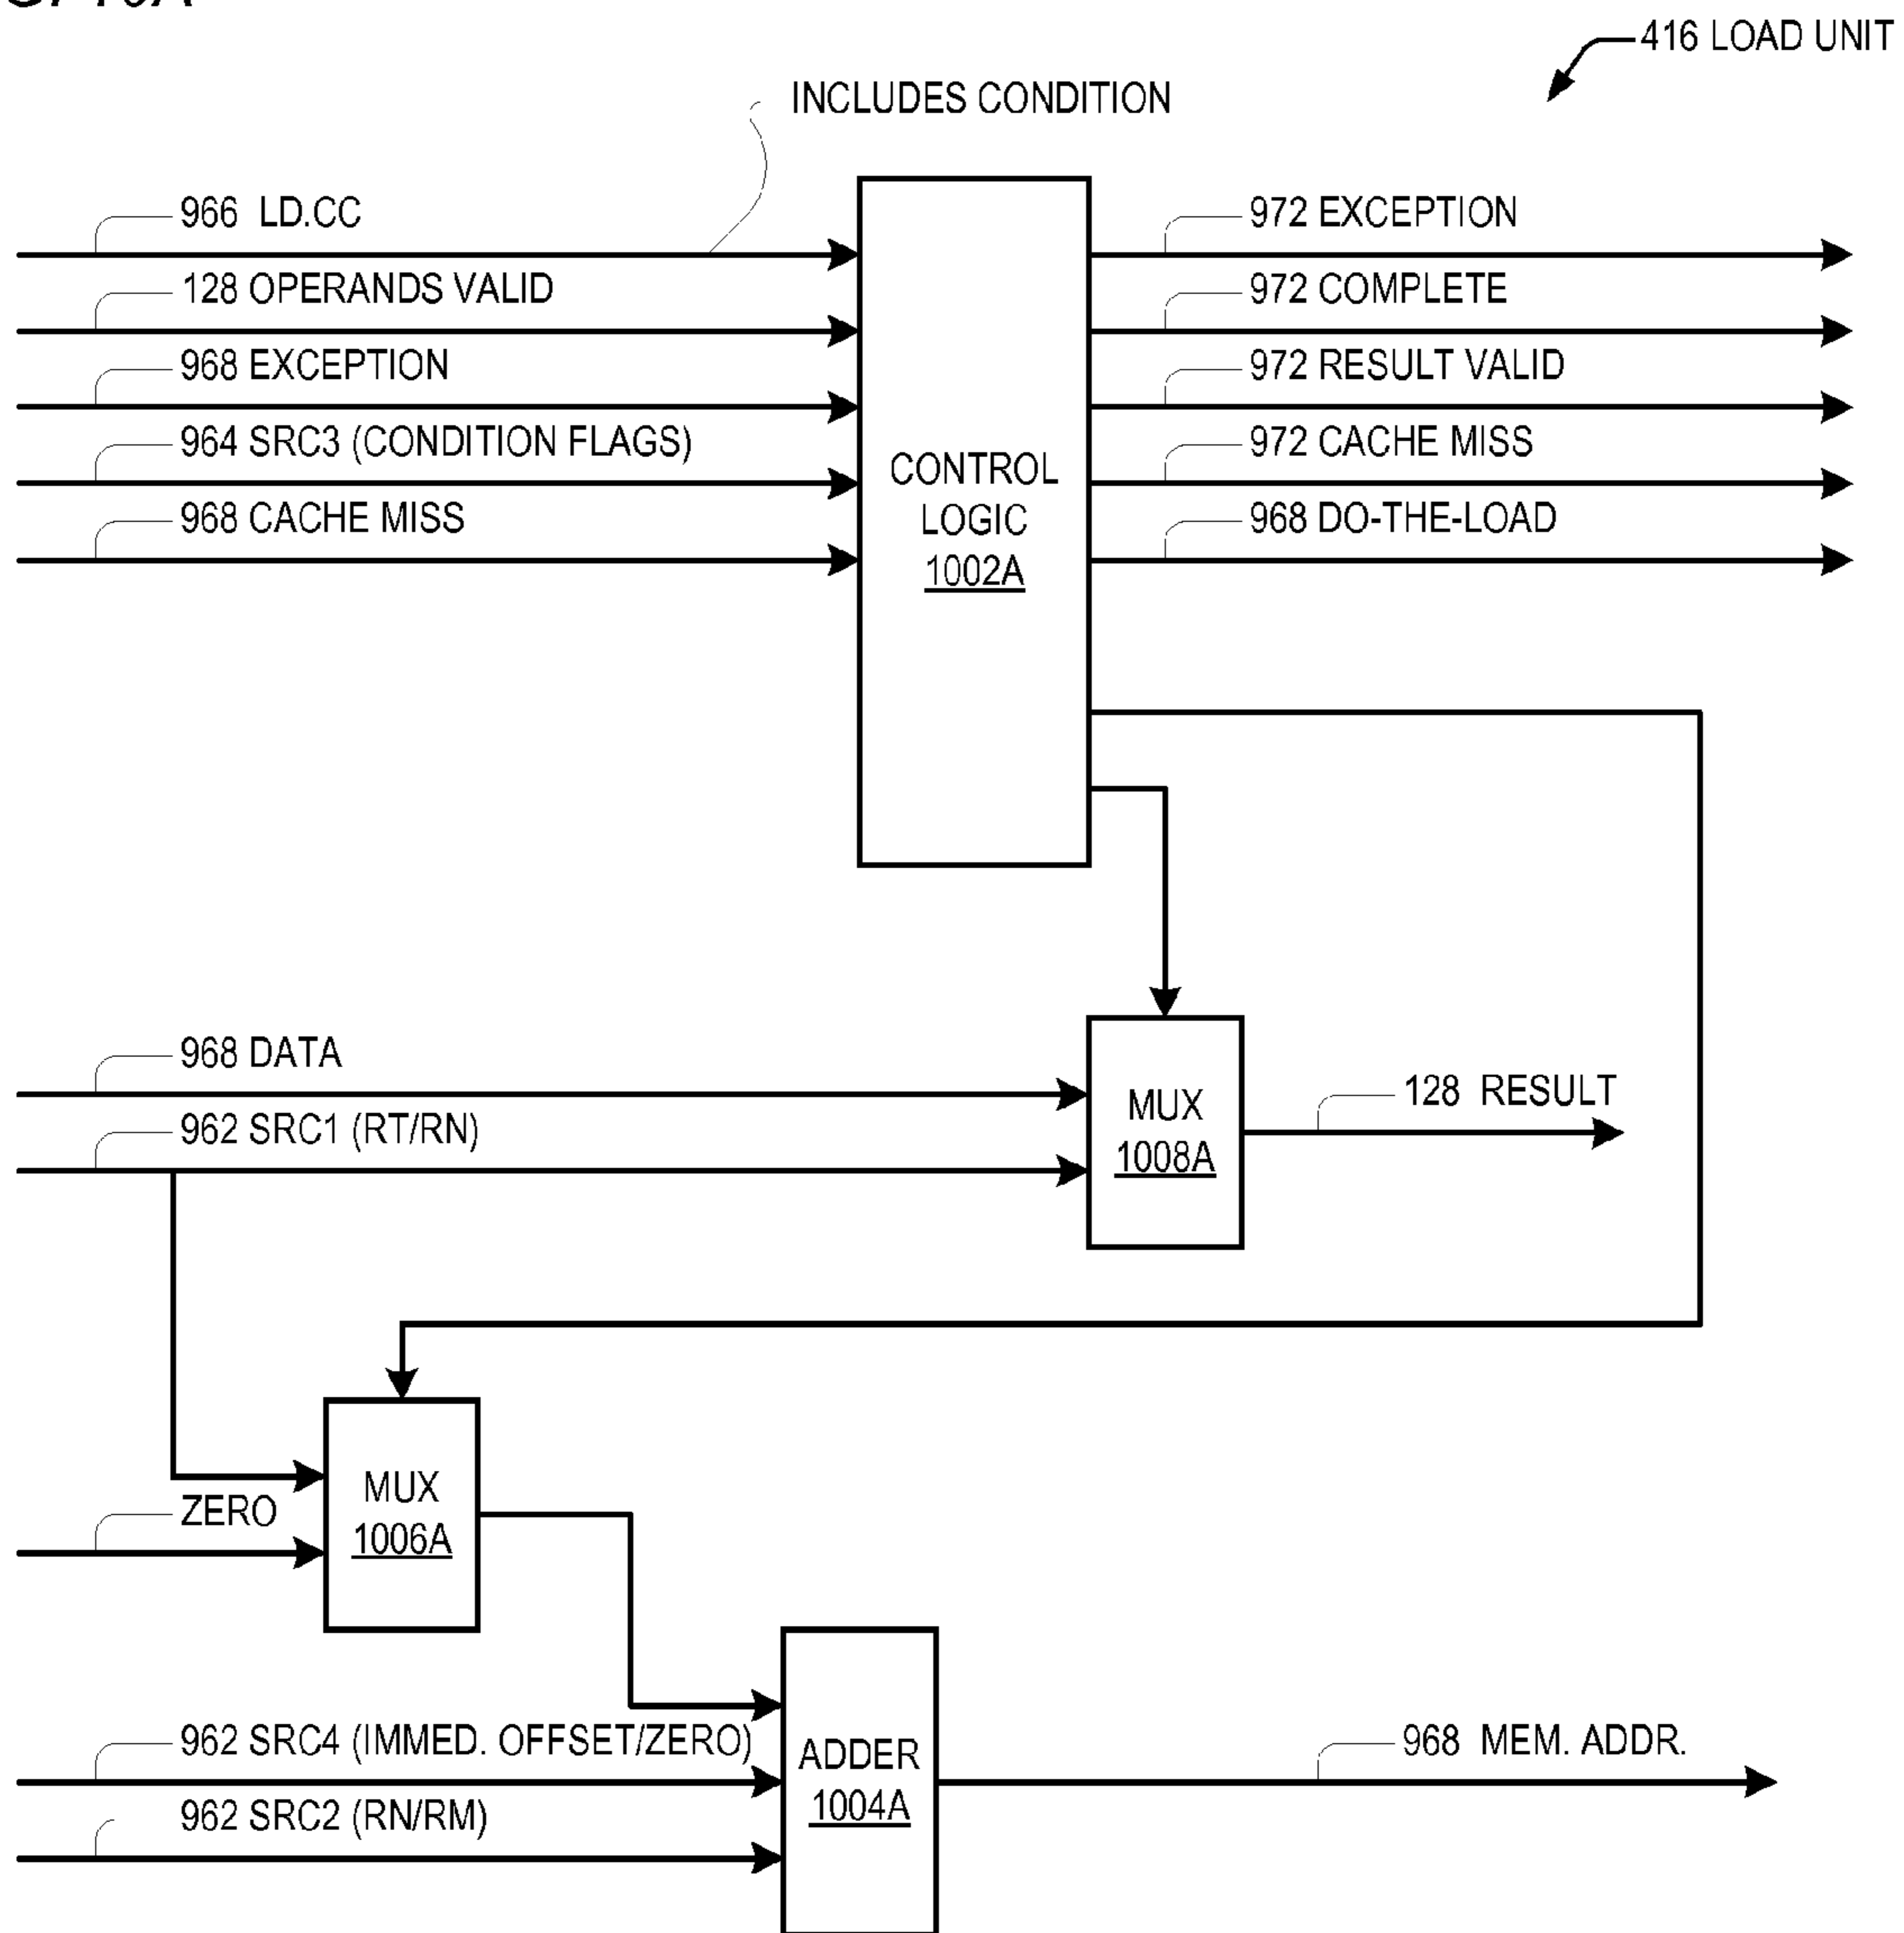 416 LOAD UNIT
INCLUDES CONDITION
966 LD.CC
972 EXCEPTION
128 OPERANDS VALID
972 COMPLETE
968 EXCEPTION
972 RESULT VALID
964 SRC3 (CONDITION FLAGS)
972 CACHE MISS
968 CACHE MISS
968 DO-THE-LOAD
CONTROL
LOGIC
1002A
968 DATA
962 SRC1 (RT/RN)
MUX
1008A
128 RESULT
ZERO
MUX
1006A
962 SRC4 (IMMED. OFFSET/ZERO)
962 SRC2 (RN/RM)
ADDER
1004A
968 MEM. ADDR.